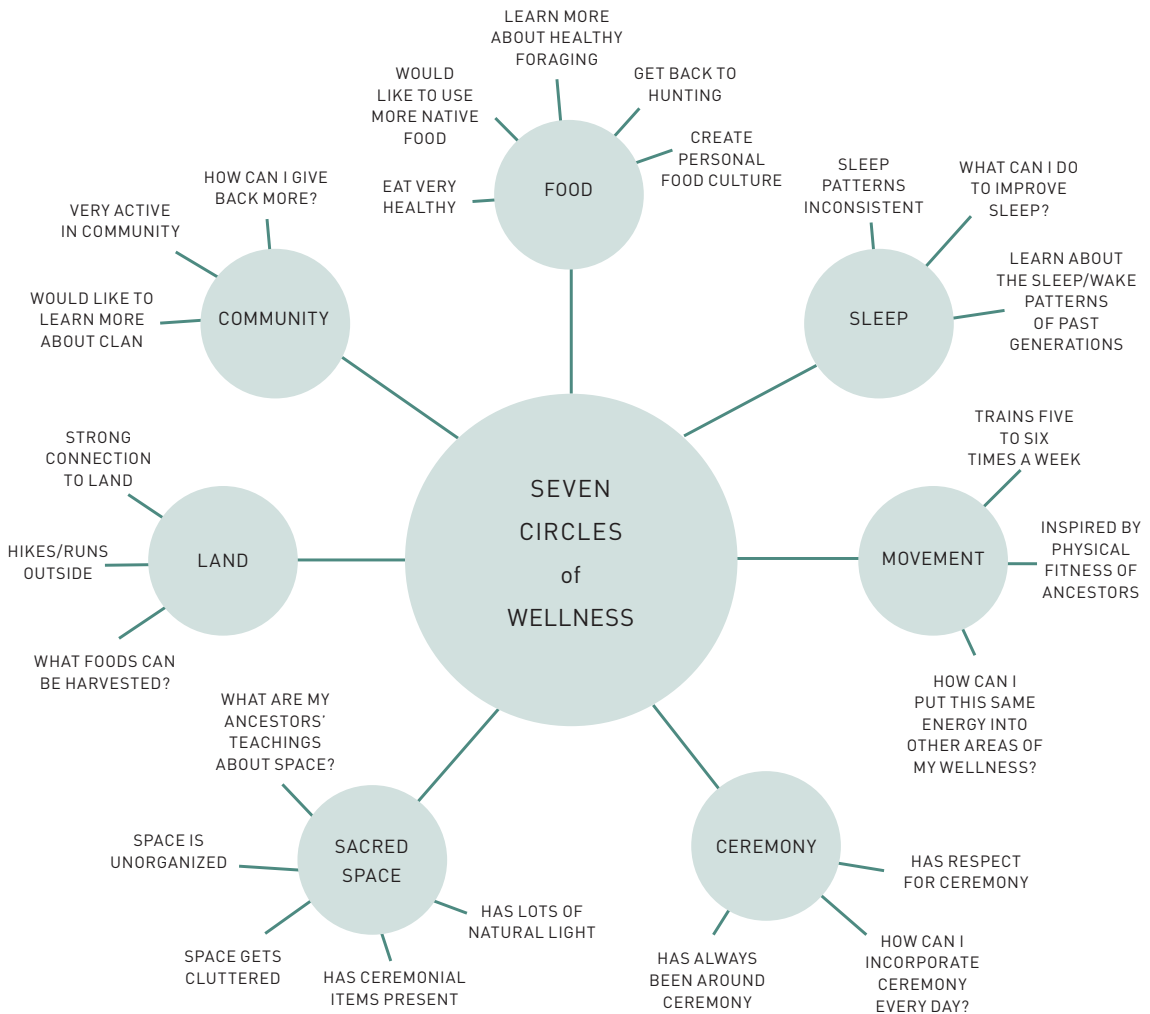 SEVEN
CIRCLES
of
WELLNESS
FOOD
EAT VERY
HEALTHY
WOULD
LIKE TO USE
MORE NATIVE
FOOD
LEARN MORE
ABOUT HEALTHY
FORAGING
GET BACK TO
HUNTING
CREATE
PERSONAL
FOOD CULTURE
SLEEP
SLEEP
PATTERNS
INCONSISTENT
WHAT CAN I DO
TO IMPROVE
SLEEP?
LEARN ABOUT
THE SLEEP/WAKE
PATTERNS
OF PAST
GENERATIONS
MOVEMENT
TRAINS FIVE
TO SIX
TIMES A WEEK
INSPIRED BY
PHYSICAL
FITNESS OF
ANCESTORS
HOW CAN I
PUT THIS SAME
ENERGY INTO
OTHER AREAS OF
MY WELLNESS?
CEREMONY
HAS RESPECT
FOR CEREMONY
HOW CAN I
INCORPORATE
CEREMONY
EVERY DAY?
HAS ALWAYS
BEEN AROUND
CEREMONY
SACRED
SPACE
HAS LOTS OF
NATURAL LIGHT
HAS CEREMONIAL
ITEMS PRESENT
SPACE GETS
CLUTTERED
SPACE IS
UNORGANIZED
WHAT ARE MY
ANCESTORS’
TEACHINGS
ABOUT SPACE?
LAND
WHAT FOODS CAN
BE HARVESTED?
HIKES/RUNS
OUTSIDE
STRONG
CONNECTION
TO LAND
COMMUNITY
WOULD LIKE TO
LEARN MORE
ABOUT CLAN
VERY ACTIVE
IN COMMUNITY
HOW CAN I GIVE
BACK MORE?